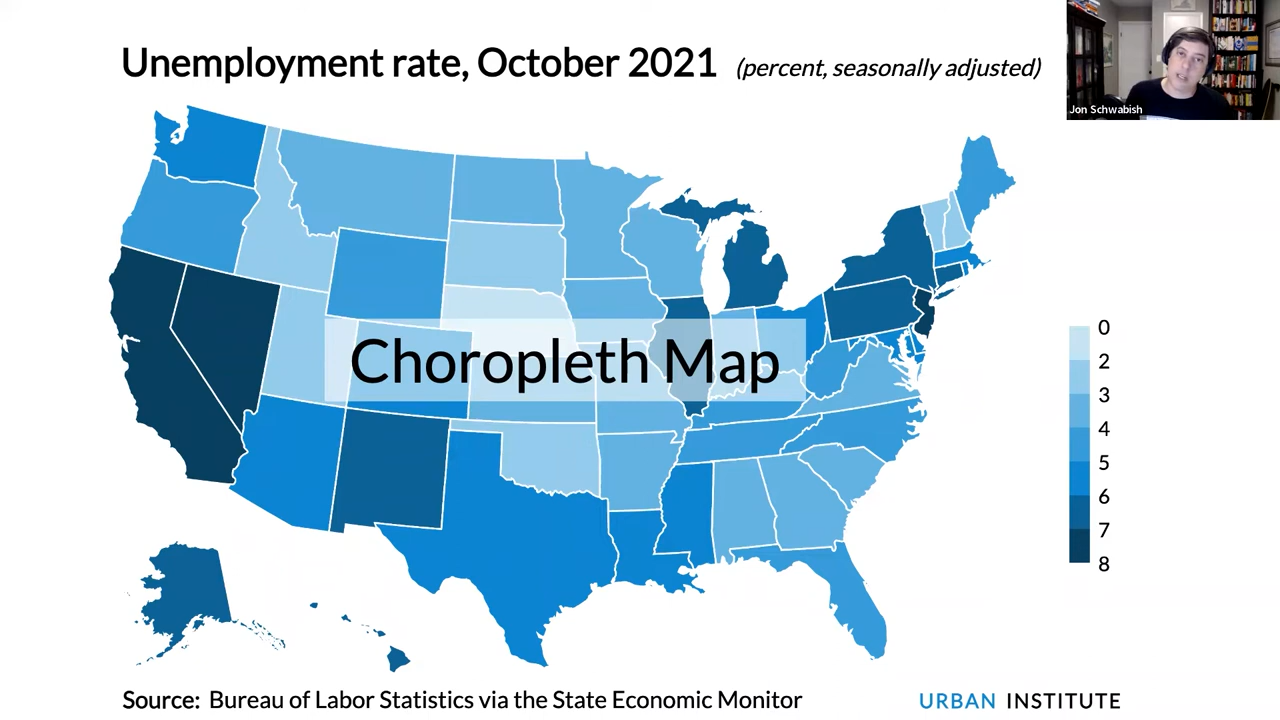 Unemployment rate, October 2021 (percent, seasonally adjusted)
Jon Schwabish
Choropleth Map
0
2
3
4
5
6
7
8
Source: Bureau of Labor Statistics via the State Economic Monitor
URBAN INSTITUTE